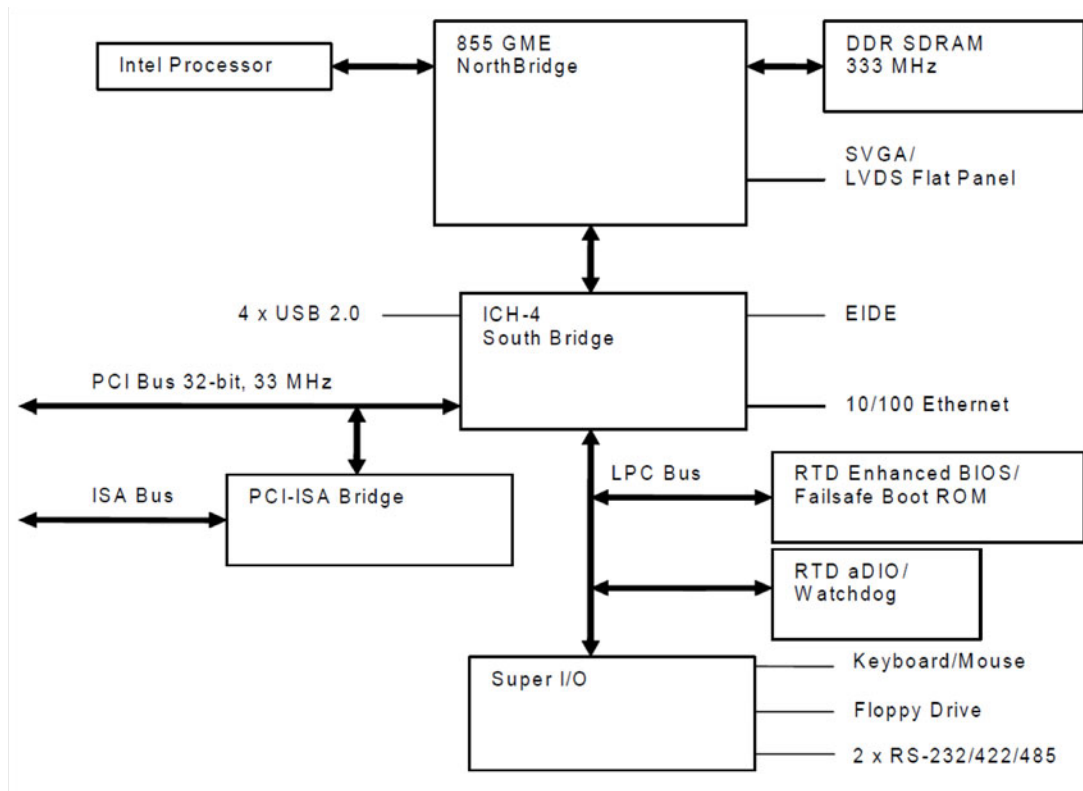 855 GME
NorthBridge
Intel Processor
DDR SDRAM
333 MHz
SVGA/
LVDS Flat Panel
4 x USB 2.0
ICH-4
South Bridge
EIDE
PCI Bus 32-bit, 33 MHz
10/100 Ethernet
LPC Bus
RTD Enhanced BIOS/
Failsafe Boot ROM
ISA Bus
PCI-ISA Bridge
RTD aDIO/
Watchdog
Super I/O
Keyboard/Mouse
Floppy Drive
2 x RS-232/422/485